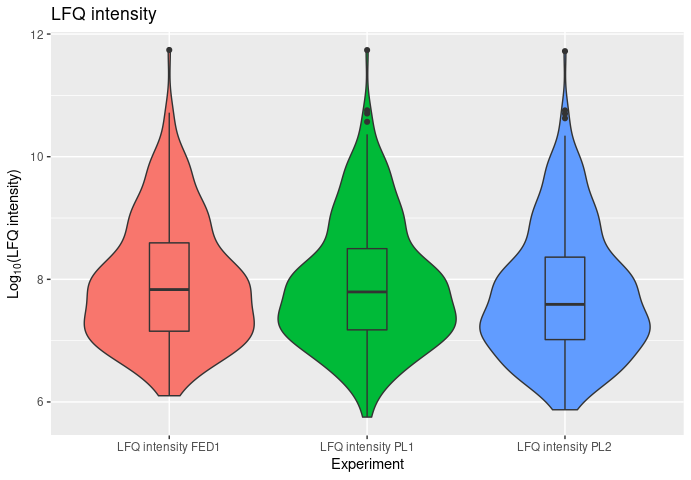 LFQ intensity
12
10
8
6
Log₁₀(LFQ intensity)
LFQ intensity FED1
LFQ intensity PL1
LFQ intensity PL2
Experiment